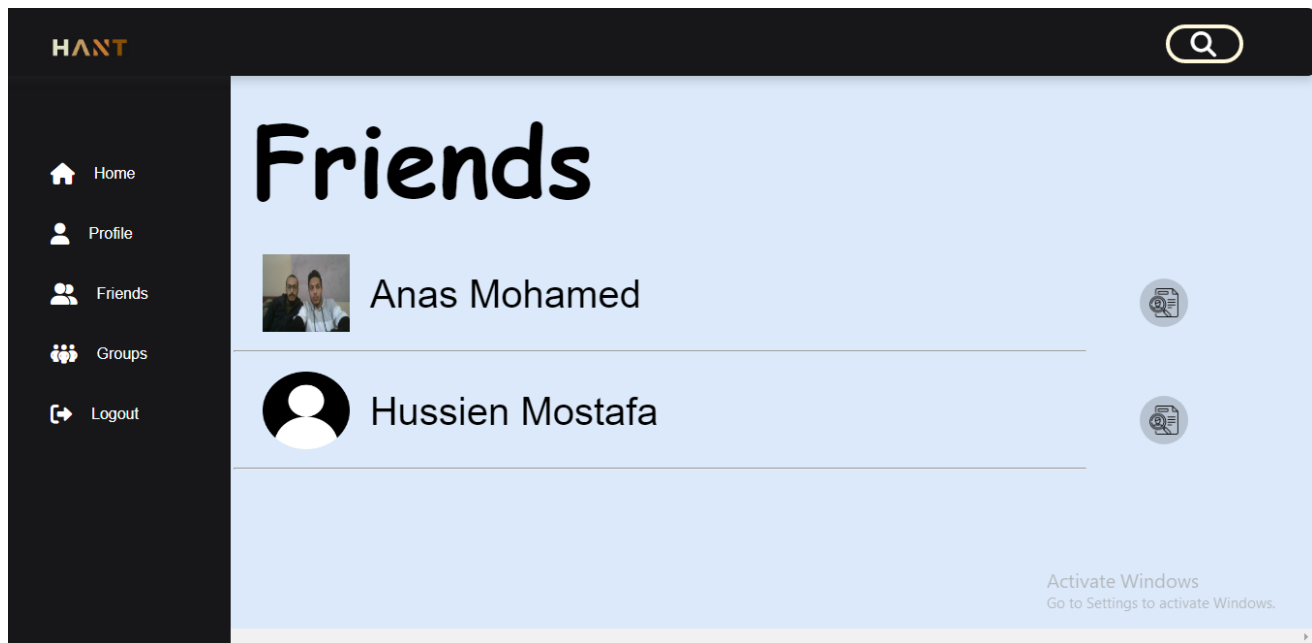 HANT
Home
Profile
Friends
Groups
Logout
Friends
Anas Mohamed
Hussien Mostafa
Activate Windows
Go to Settings to activate Windows.